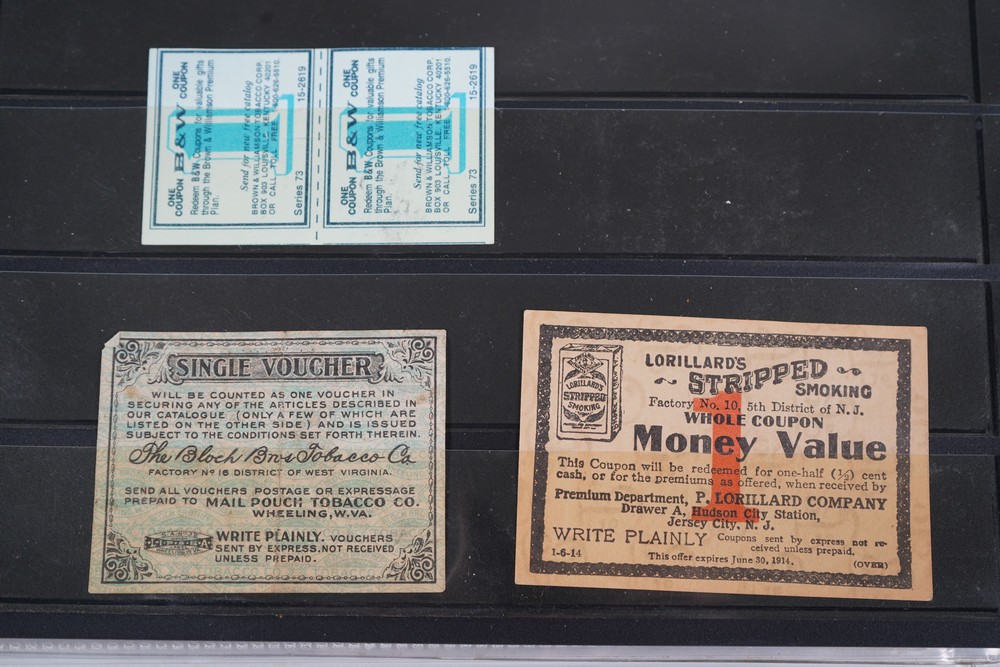 ONE COUPON B&W ONE COUPON
Redeem B&W Coupons for valuable gifts
through the Brown & Williamson Premium
Plan.
Send for new free catalog
BROWN & WILLIAMSON TOBACCO CORP.
BOX 903 LOUISVILLE, KENTUCKY 40201
OR CALL TOLL FREE
Series 73 15-2619
ONE COUPON B&W ONE COUPON
Redeem B&W Coupons for valuable gifts
through the Brown & Williamson Premium
Plan.
Send for new free catalog
BROWN & WILLIAMSON TOBACCO CORP.
BOX 903 LOUISVILLE, KENTUCKY 40201
OR CALL TOLL FREE
Series 73 15-2619
SINGLE VOUCHER
WILL BE COUNTED AS ONE VOUCHER IN
SECURING ANY OF THE ARTICLES DESCRIBED IN
OUR CATALOGUE (ONLY A FEW OF WHICH ARE
LISTED ON THE OTHER SIDE) AND IS ISSUED
SUBJECT TO THE CONDITIONS SET FORTH THEREIN.
The Bloch Bros Tobacco Co
FACTORY Nº 16 DISTRICT OF WEST VIRGINIA.
SEND ALL VOUCHERS POSTAGE OR EXPRESSAGE
PREPAID TO MAIL POUCH TOBACCO CO.
WHEELING, W.VA.
WRITE PLAINLY. VOUCHERS
SENT BY EXPRESS, NOT RECEIVED
UNLESS PREPAID.
LORILLARD'S
STRIPPED
SMOKING
LORILLARD'S
~ STRIPPED ~
SMOKING
Factory No. 10, 5th District of N. J.
WHOLE COUPON
1
Money Value
This Coupon will be redeemed for one-half (½) cent
cash, or for the premiums as offered, when received by
Premium Department, P. LORILLARD COMPANY
Drawer A, Hudson City Station,
Jersey City, N. J.
WRITE PLAINLY Coupons sent by express not re-
ceived unless prepaid.
1-6-14 This offer expires June 30, 1914. (OVER)